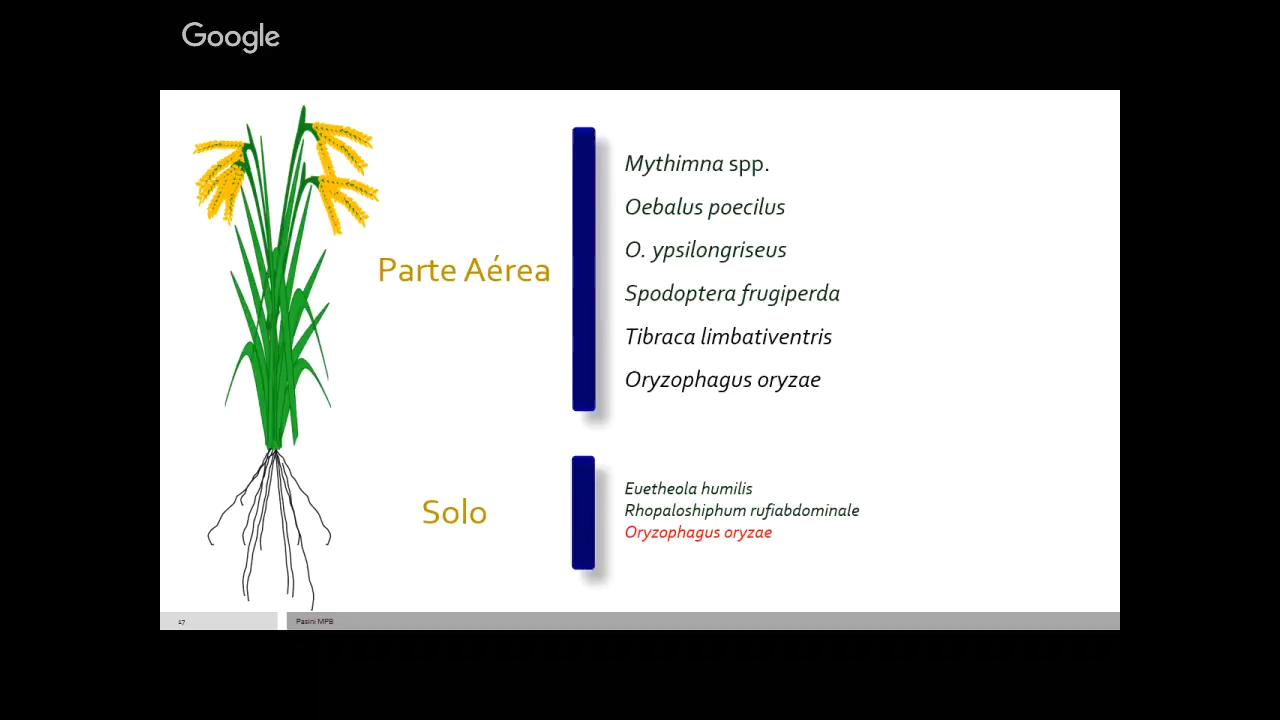 Google
Parte Aérea
Mythimna spp.
Oebalus poecilus
O. ypsilongriseus
Spodoptera frugiperda
Tibraca limbativentris
Oryzophagus oryzae
Solo
Euetheola humilis
Rhopaloshiphum rufiabdominale
Oryzophagus oryzae
17
Pasini MPB